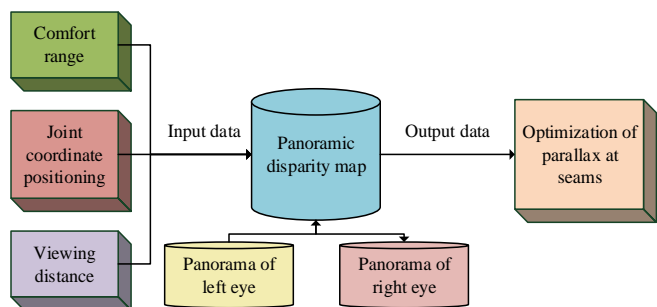 Comfort
range
Joint
coordinate
positioning
Viewing
distance
Input data
Panoramic
disparity map
Output data
Optimization of
parallax at
seams
Panorama of
left eye
Panorama of
right eye